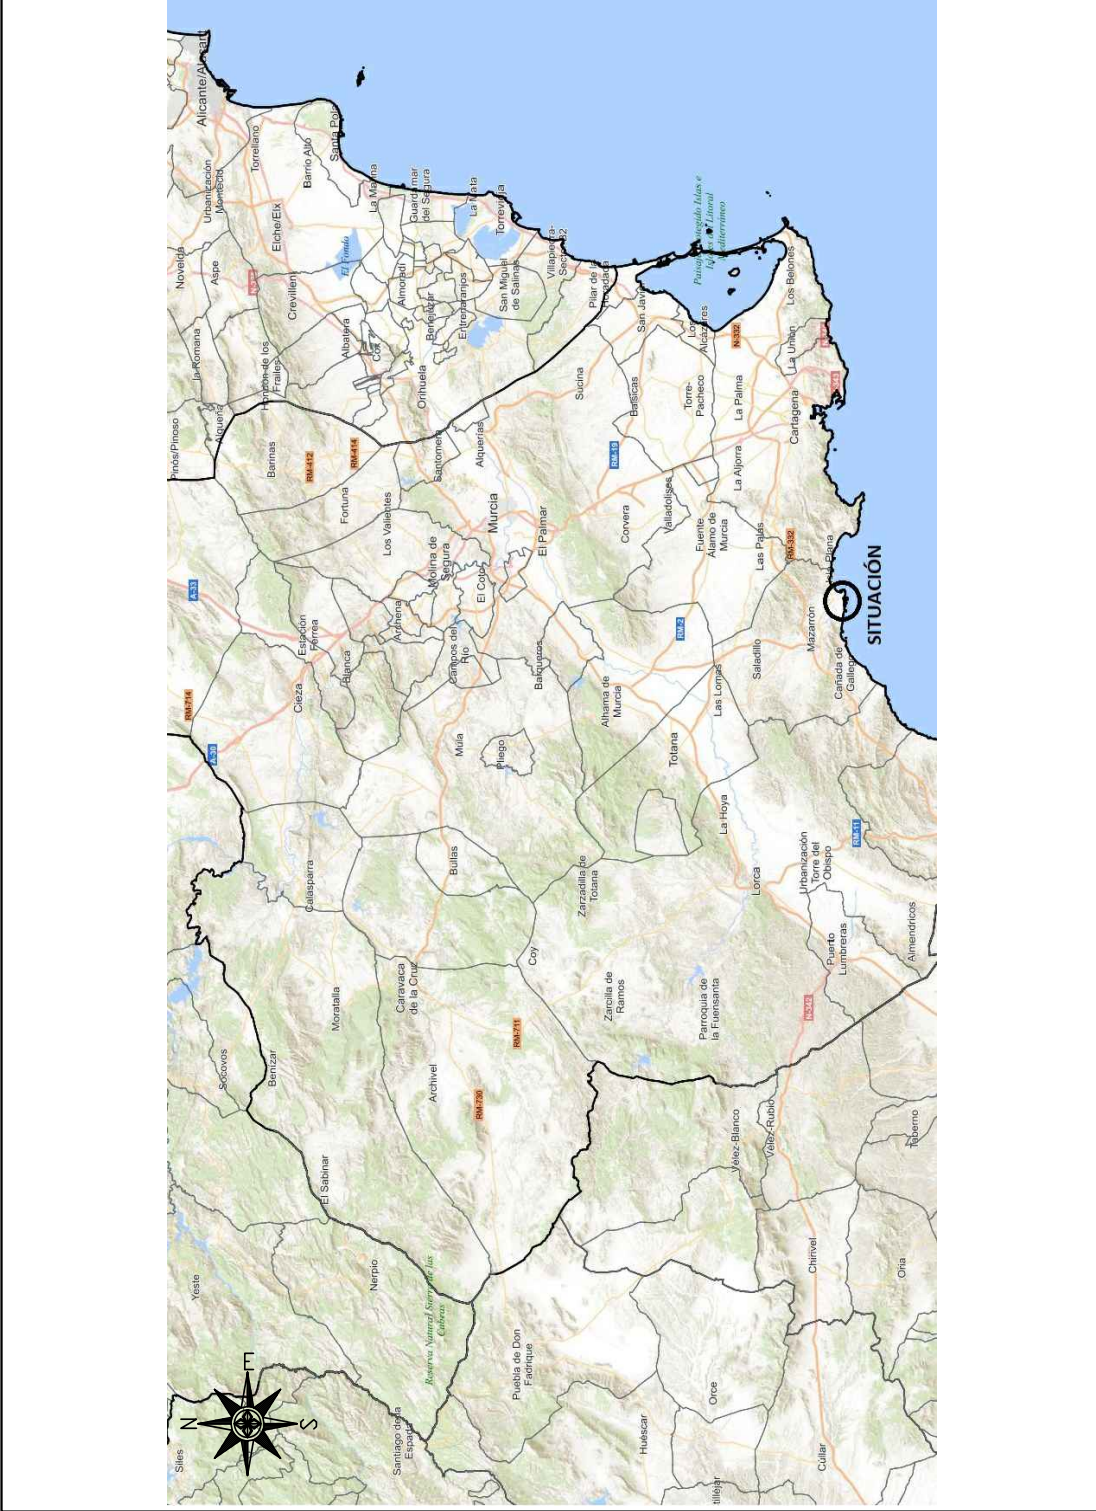 Siles
Pinós/Pinoso
Novelda
N
E
S
Yeste
RM-714
A-33
la Romana
Alicante/Alacant
Socovos
A-30
Algueña
Aspe
Urbanización
Montecid
Benizar
Barinas
Hondón de los
Frailes
Torrellano
Elche/Elx
Crevillen
Calasparra
Cieza
Estación
Férrea
RM-412
Barrio Alto
El Sabinar
Moratalla
Blanca
Fortuna
RM-414
Albatera
El Fondo
Santa Pola
Nerpio
Los Valientes
Cox
La Marina
Santiago de la
Espada
Caravaca
de la Cruz
Archena
Almoradí
Reserva Natural Sierra de las
Cabras
Archivel
Molina de
Segura
Santomera
Orihuela
Benejúzar
Guardamar
del Segura
Bullas
Mula
Campos del
Río
El Coto
Alquerías
Entrenaranjos
La Mata
RM-730
Pliego
Murcia
San Miguel
de Salinas
Torrevieja
Puebla de Don
Fadrique
RM-711
Coy
Barqueros
El Palmar
Villapiedra-
Zarzadilla de
Totana
Sucina
Pilar de la
Horadada
Zarcilla de
Ramos
Alhama de
Murcia
Corvera
RM-19
Balsicas
San Javier
Huéscar
Totana
RM-2
Valladolises
Torre-
Pacheco
Los
Alcázares
Orce
Parroquia de
la Fuensanta
La Hoya
Las Lomas
Fuente
Álamo de
Murcia
Vélez-Blanco
La Aljorra
La Palma
N-332
Vélez-Rubio
Lorca
Saladillo
Las Palas
RM-332
Cartagena
La Unión
Los Belones
Cúllar
Chirivel
N-342
Urbanización
Torre del
Obispo
Mazarrón
Isla Plana
Puerto
Lumbreras
Cañada de
Gallego
RM-11
SITUACIÓN
Oria
Taberno
Almendricos